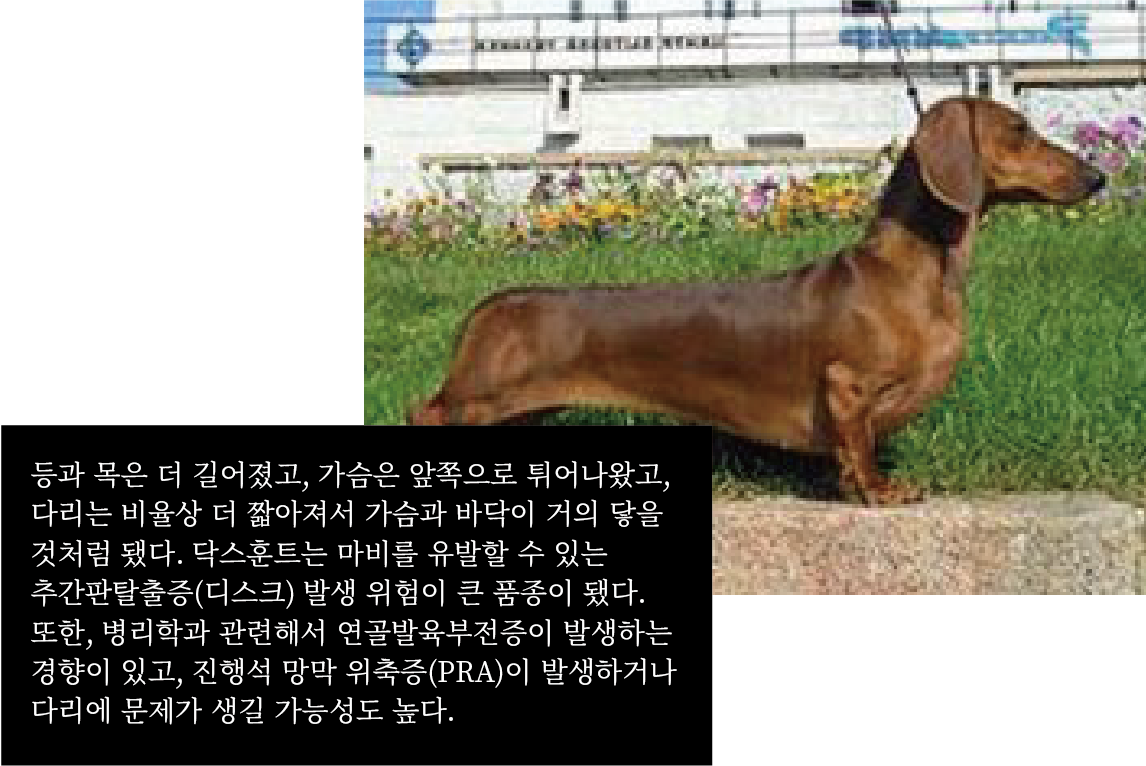 등과 목은 더 길어졌고, 가슴은 앞쪽으로 튀어나왔고,
다리는 비율상 더 짧아져서 가슴과 바닥이 거의 닿을
것처럼 됐다. 닥스훈트는 마비를 유발할 수 있는
추간판탈출증(디스크) 발생 위험이 큰 품종이 됐다.
또한, 병리학과 관련해서 연골발육부전증이 발생하는
경향이 있고, 진행석 망막 위축증(PRA)이 발생하거나
다리에 문제가 생길 가능성도 높다.